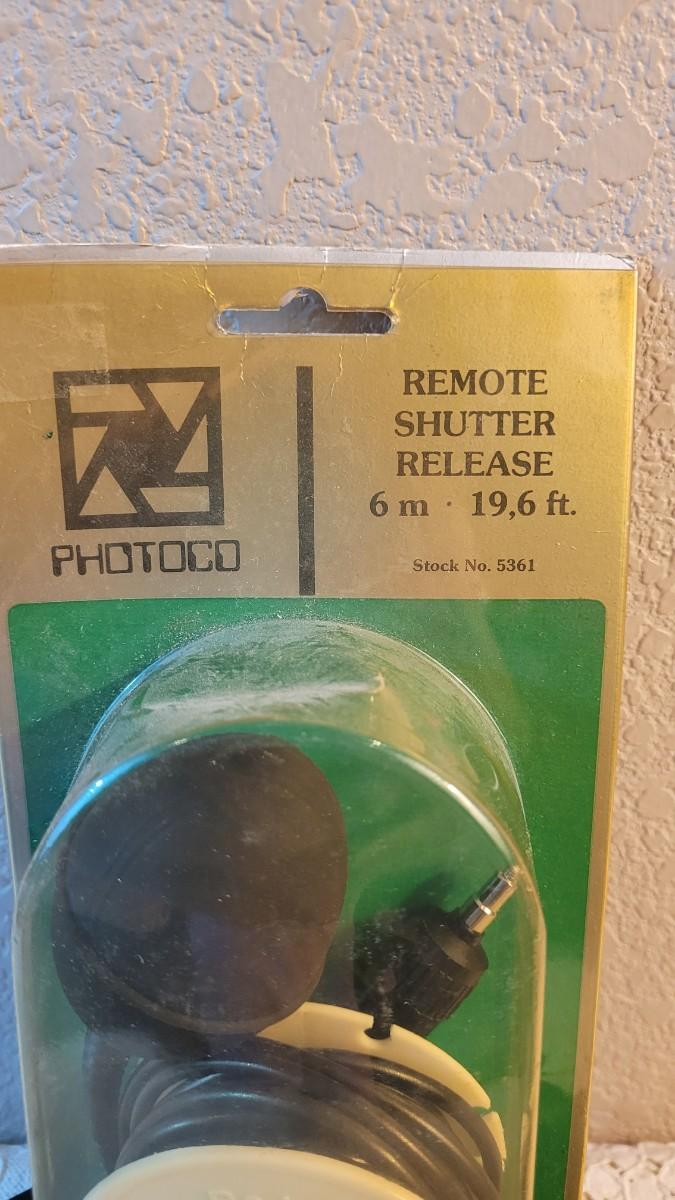 PHOTOCO
REMOTE
SHUTTER
RELEASE
6 m · 19,6 ft.
Stock No. 5361